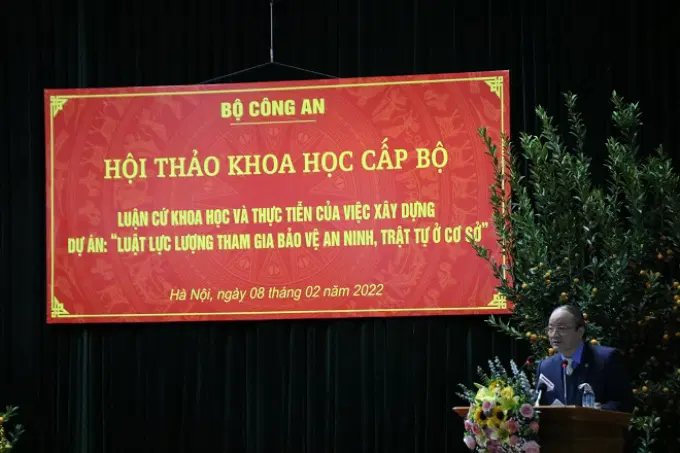 BỘ CÔNG AN
HỘI THẢO KHOA HỌC CẤP BỘ
LUẬN CỨ KHOA HỌC VÀ THỰC TIỄN CỦA VIỆC XÂY DỰNG
DỰ ÁN: "LUẬT LỰC LƯỢNG THAM GIA BẢO VỆ AN NINH, TRẬT TỰ Ở CƠ SỞ"
Hà Nội, ngày 08 tháng 02 năm 2022